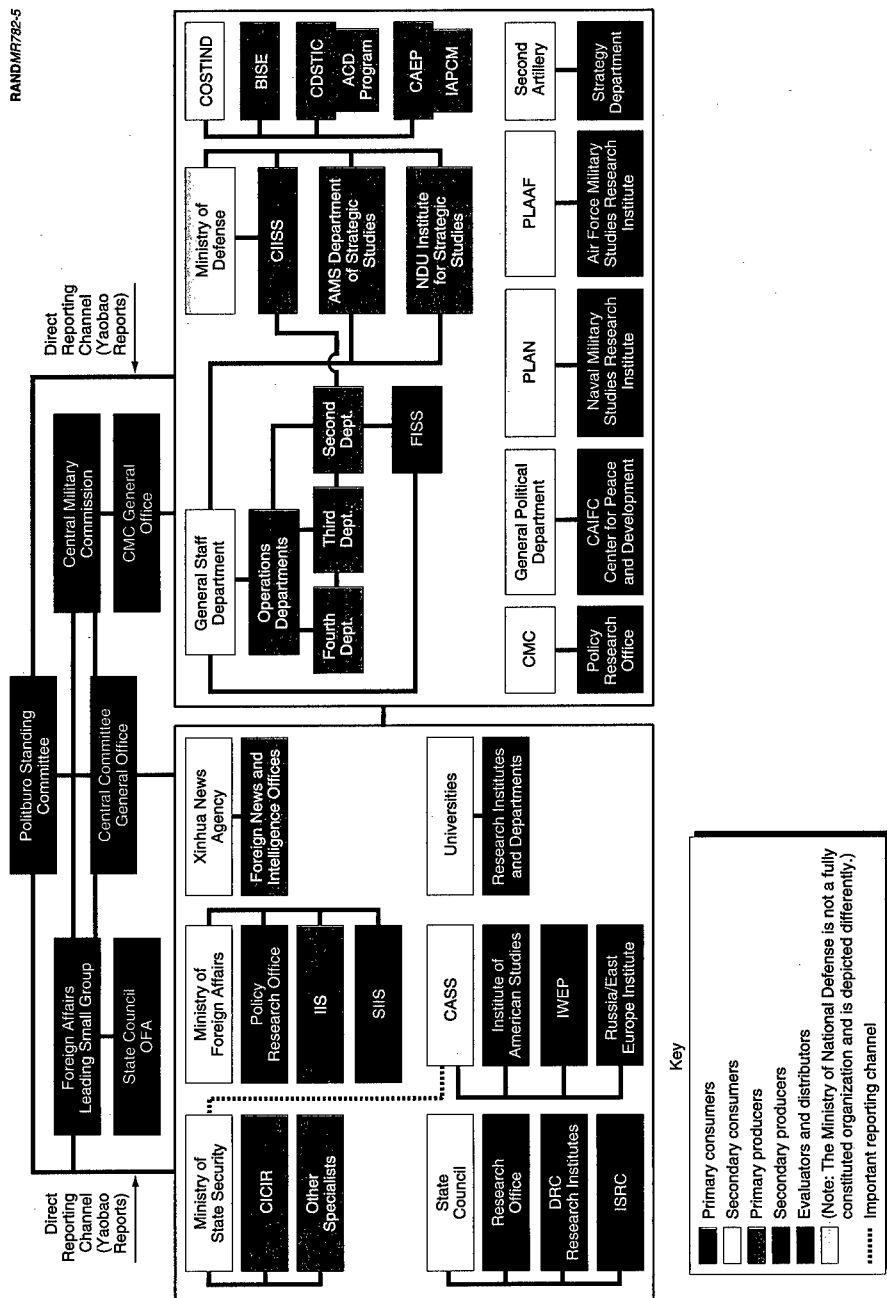 RANDMR782-5
Politburo Standing
Committee
Direct
Reporting
Channel
(Yaobao
Reports)
Foreign Affairs
Leading Small Group
State Council
OFA
Central Committee
General Office
Central Military
Commission
CMC General
Office
Direct
Reporting
Channel
(Yaobao
Reports)
Ministry of
State Security
CICIR
Other
Specialists
Ministry of
Foreign Affairs
Policy
Research Office
IIS
SIIS
Xinhua News
Agency
Foreign News and
Intelligence Offices
State
Council
Research
Office
DRC
Research Institutes
ISRC
CASS
Institute of
American Studies
IWEP
Russia/East
Europe Institute
Universities
Research Institutes
and Departments
General Staff
Department
Operations
Departments
Fourth
Dept.
Third
Dept.
Second
Dept.
FISS
Ministry of
Defense
CIISS
AMS Department
of Strategic
Studies
NDU Institute
for Strategic
Studies
COSTIND
BISE
CDSTIC
ACD
Program
CAEP
IAPCM
CMC
Policy
Research
Office
General Political
Department
CAIFC
Center for Peace
and Development
PLAN
Naval Military
Studies Research
Institute
PLAAF
Air Force Military
Studies Research
Institute
Second
Artillery
Strategy
Department
Key
Primary consumers
Secondary consumers
Primary producers
Secondary producers
Evaluators and distributors
(Note: The Ministry of National Defense is not a fully
constituted organization and is depicted differently.)
Important reporting channel